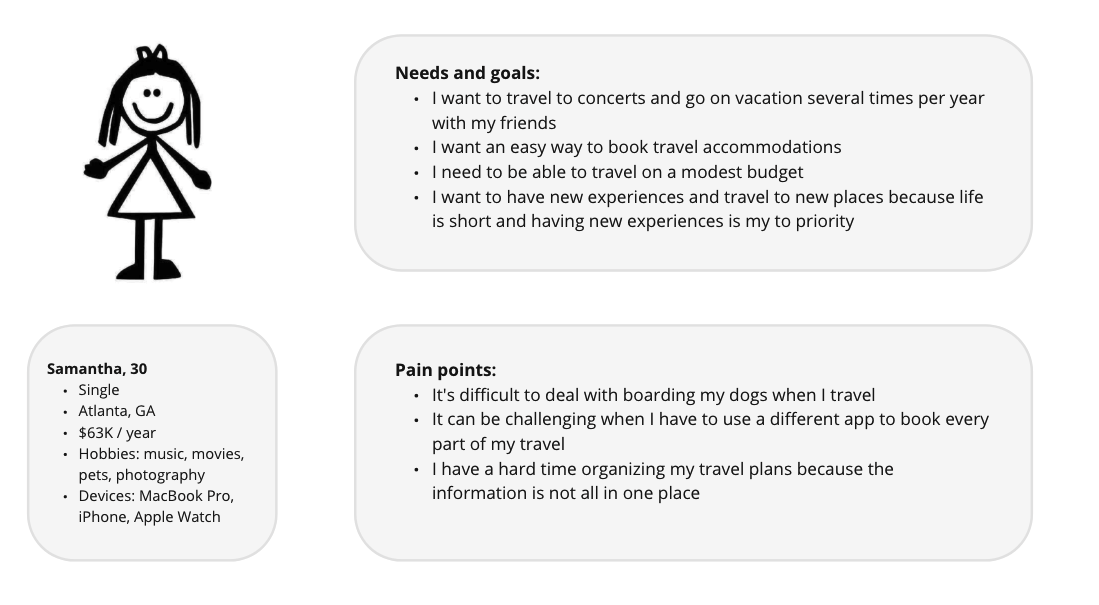 Needs and goals:
• I want to travel to concerts and go on vacation several times per year
with my friends
• I want an easy way to book travel accommodations
• I need to be able to travel on a modest budget
• I want to have new experiences and travel to new places because life
is short and having new experiences is my to priority
Samantha, 30
• Single
• Atlanta, GA
• $63K / year
• Hobbies: music, movies,
pets, photography
• Devices: MacBook Pro,
iPhone, Apple Watch
Pain points:
• It's difficult to deal with boarding my dogs when I travel
• It can be challenging when I have to use a different app to book every
part of my travel
• I have a hard time organizing my travel plans because the
information is not all in one place